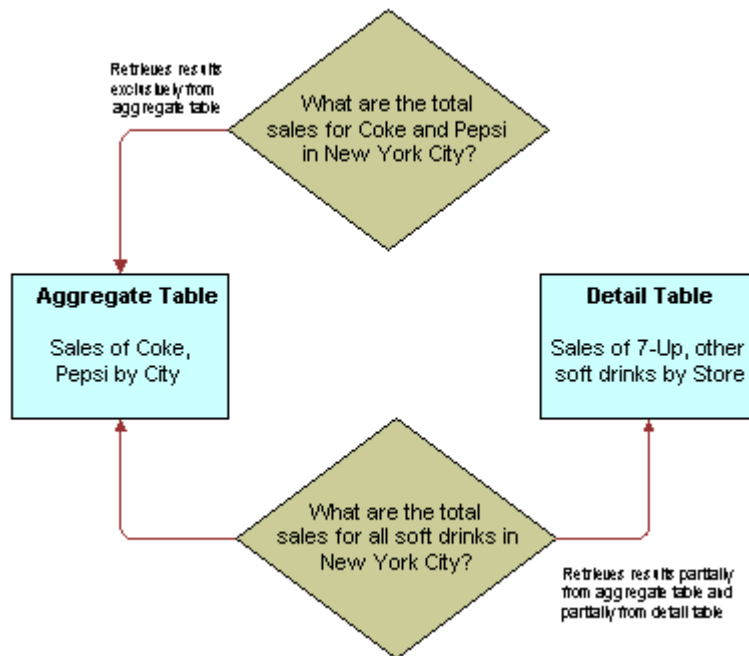 Retrieves results
exclusively from
aggregate table
What are the total
sales for Coke and Pepsi
in New York City?
Aggregate Table
Sales of Coke,
Pepsi by City
Detail Table
Sales of 7-Up, other
soft drinks by Store
What are the total
sales for all soft drinks in
New York City?
Retrieves results partially
from aggregate table and
partially from detail table